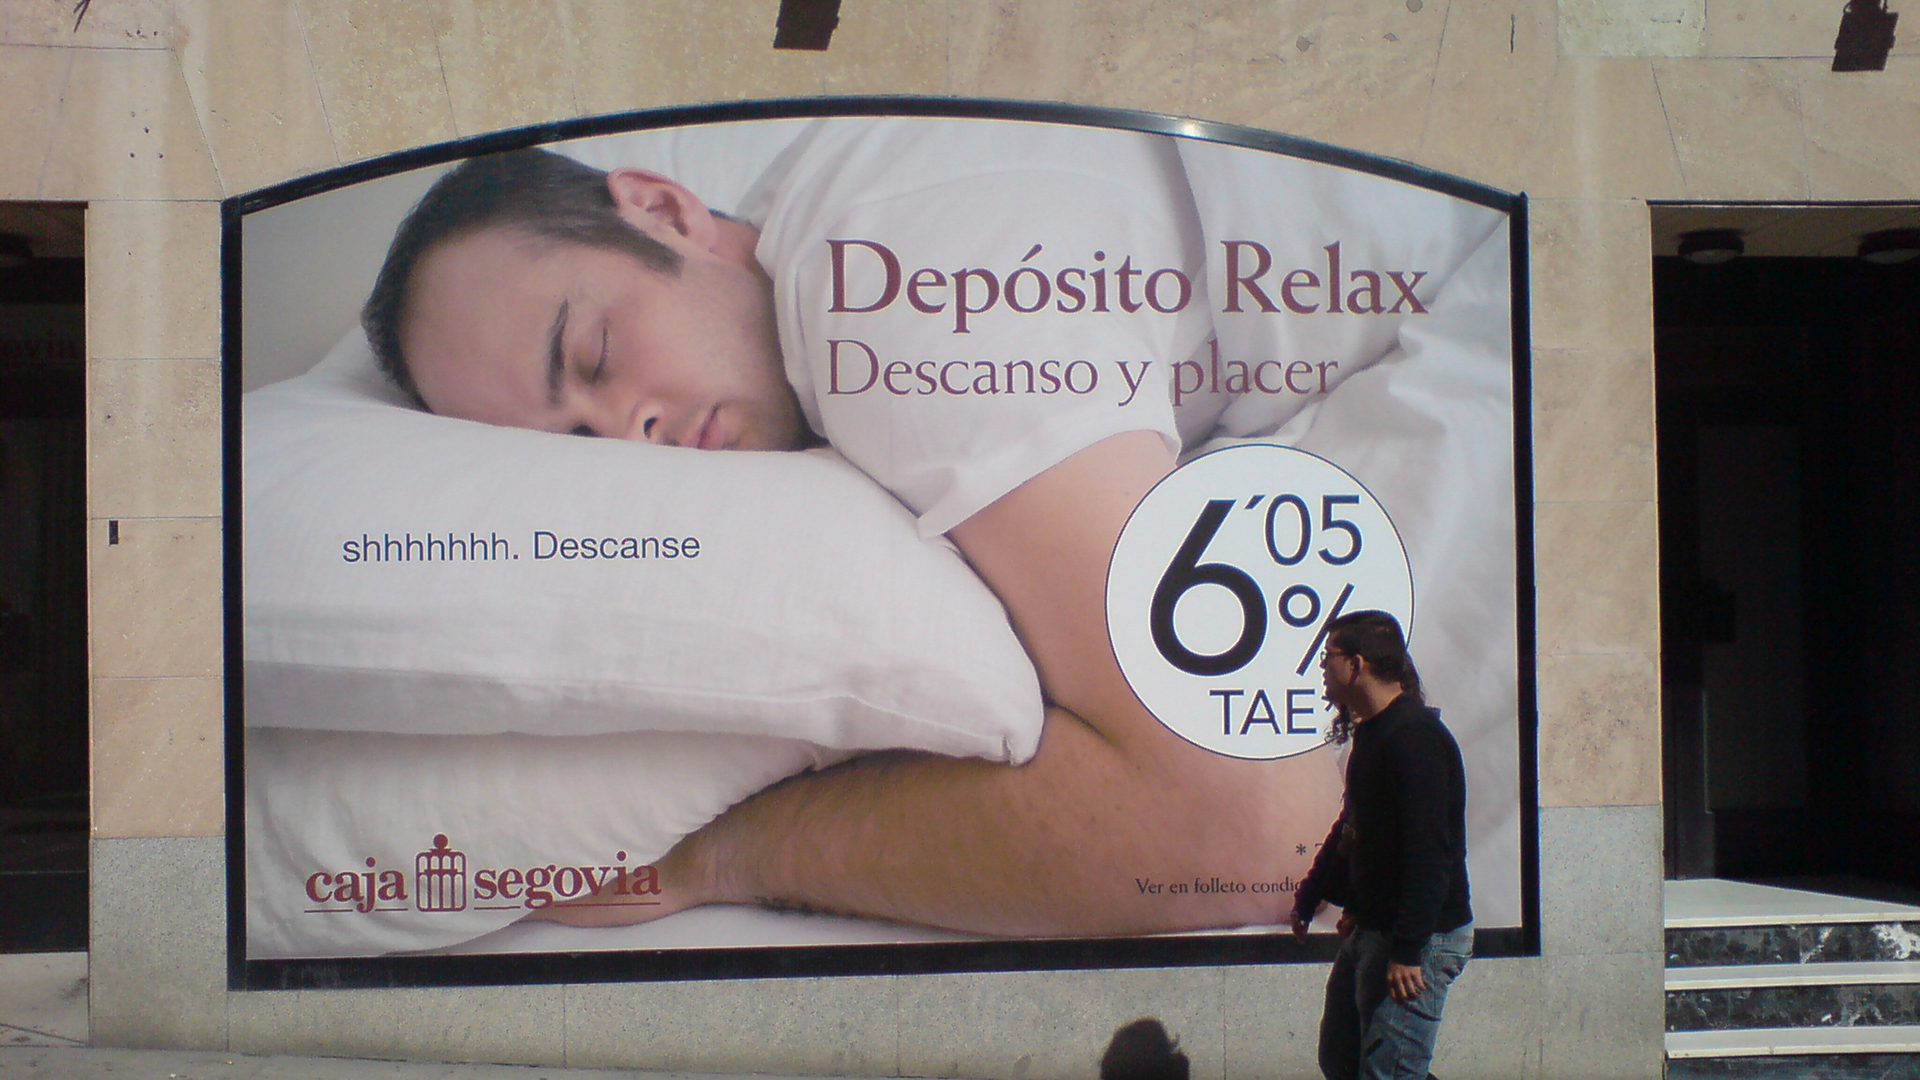 Depósito Relax
Descanso y placer
shhhhhhh. Descanse
6´05
%
TAE*
caja segovia
*
Ver en folleto